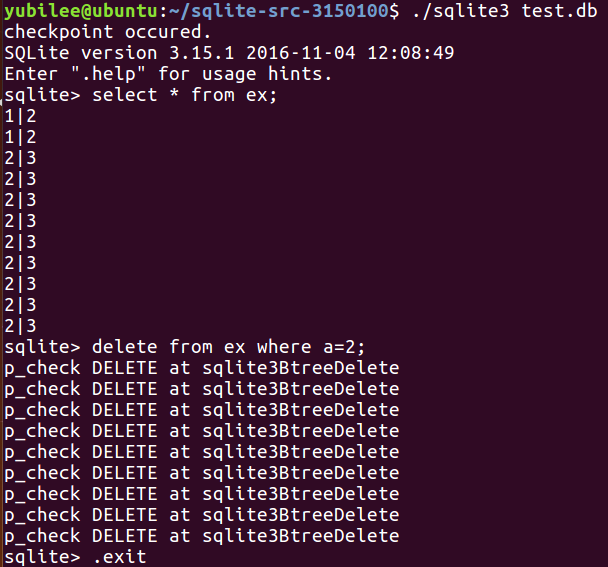 yubilee@ubuntu:~/sqlite-src-3150100$ ./sqlite3 test.db
checkpoint occured.
SQLite version 3.15.1 2016-11-04 12:08:49
Enter ".help" for usage hints.
sqlite> select * from ex;
1|2
1|2
2|3
2|3
2|3
2|3
2|3
2|3
2|3
2|3
2|3
sqlite> delete from ex where a=2;
p_check DELETE at sqlite3BtreeDelete
p_check DELETE at sqlite3BtreeDelete
p_check DELETE at sqlite3BtreeDelete
p_check DELETE at sqlite3BtreeDelete
p_check DELETE at sqlite3BtreeDelete
p_check DELETE at sqlite3BtreeDelete
p_check DELETE at sqlite3BtreeDelete
p_check DELETE at sqlite3BtreeDelete
p_check DELETE at sqlite3BtreeDelete
sqlite> .exit